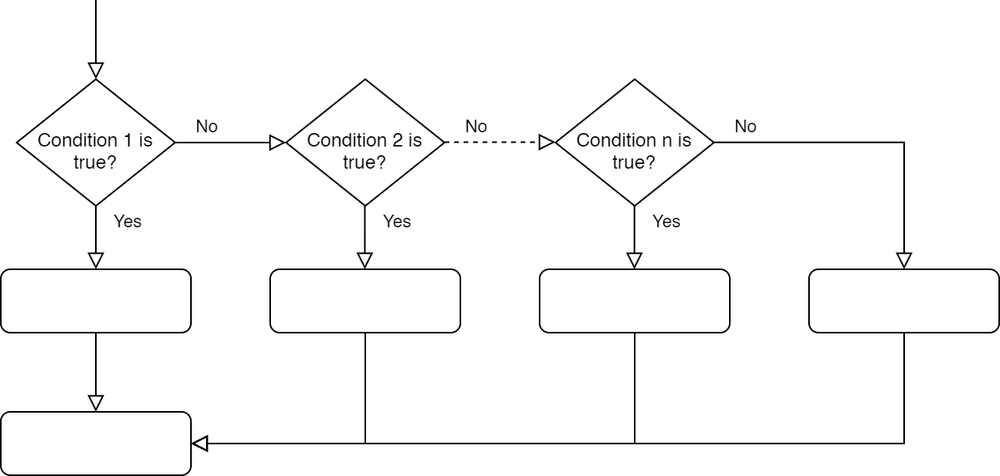 No
No
No
Condition 1 is
true?
Condition 2 is
true?
Condition n is
true?
Yes
Yes
Yes